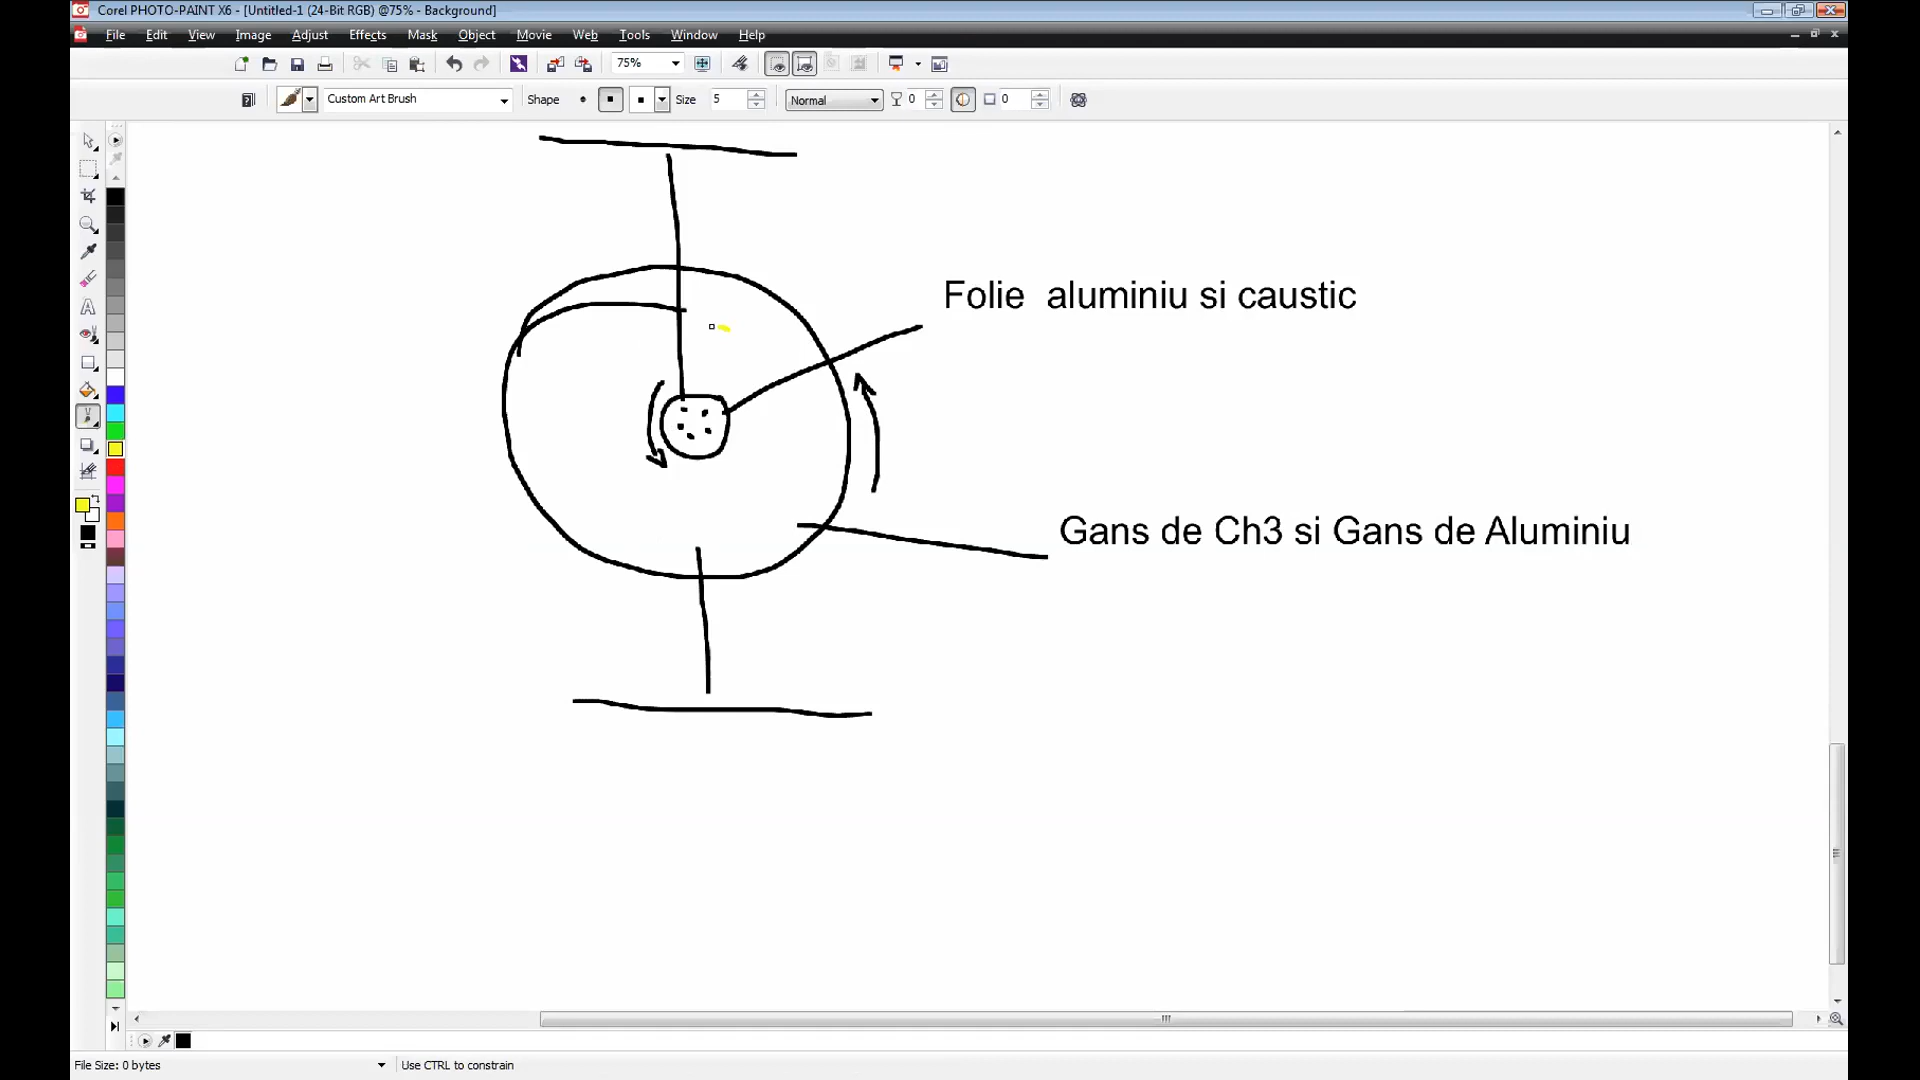 Corel PHOTO-PAINT X6 - [Untitled-1 (24-Bit RGB) @75% - Background]
File Edit View Image Adjust Effects Mask Object Movie Web Tools Window Help
75%
Custom Art Brush Shape Size 5 Normal 0 0
Folie aluminiu si caustic
Gans de Ch3 si Gans de Aluminiu
File Size: 0 bytes Use CTRL to constrain